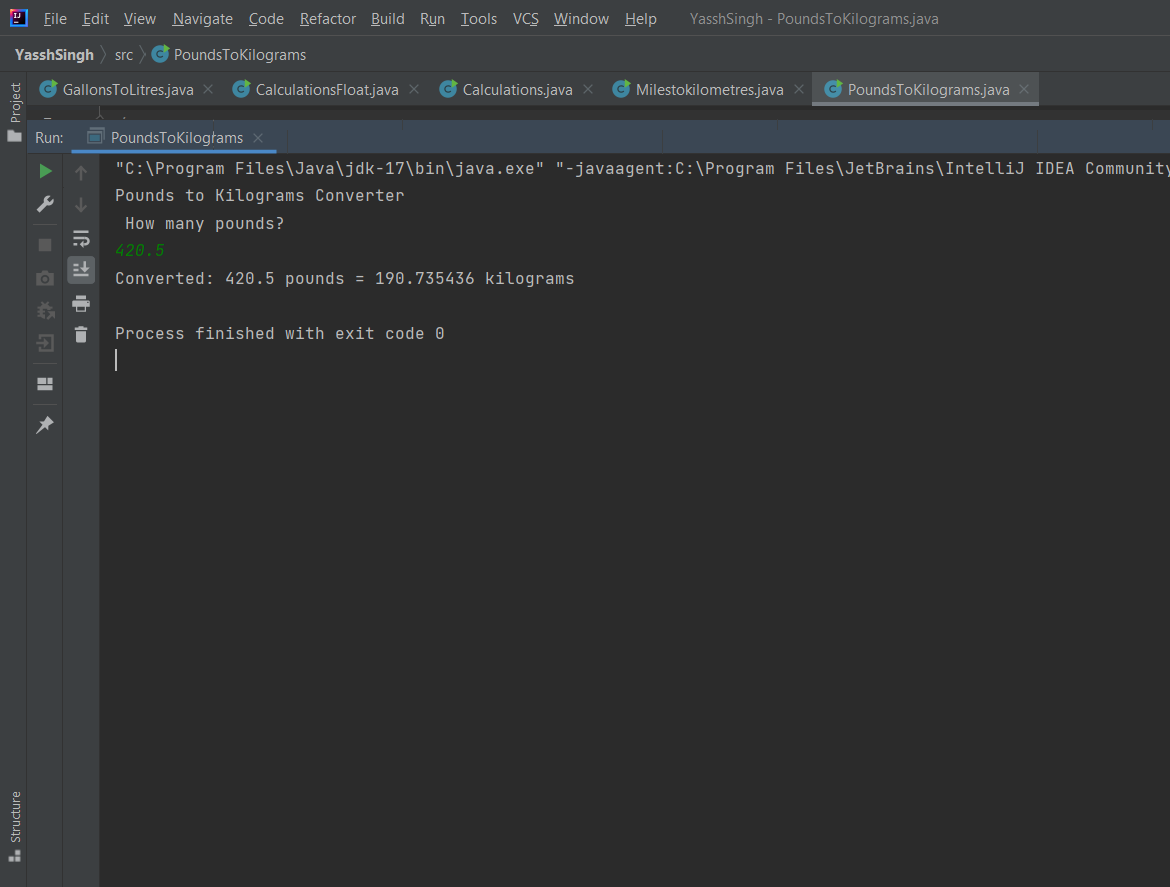 File Edit View Navigate Code Refactor Build Run Tools VCS Window Help YasshSingh - PoundsToKilograms.java
YasshSingh src PoundsToKilograms
Project
GallonsToLitres.java CalculationsFloat.java Calculations.java Milestokilometres.java PoundsToKilograms.java
Run: PoundsToKilograms
"C:\Program Files\Java\jdk-17\bin\java.exe" "-javaagent:C:\Program Files\JetBrains\IntelliJ IDEA Community
Pounds to Kilograms Converter
How many pounds?
420.5
Converted: 420.5 pounds = 190.735436 kilograms
Process finished with exit code 0
Structure